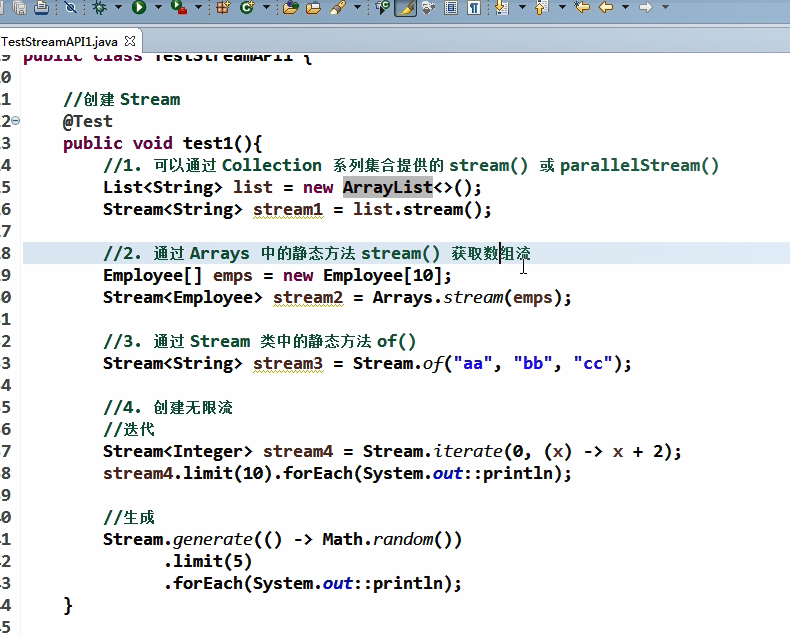 TestStreamAPI1.java
19 public class TestStreamAPI1 {
0
1 //创建 Stream
2 @Test
3 public void test1(){
4 //1. 可以通过 Collection 系列集合提供的 stream() 或 parallelStream()
5 List<String> list = new ArrayList<>();
6 Stream<String> stream1 = list.stream();
7
8 //2. 通过 Arrays 中的静态方法 stream() 获取数组流
9 Employee[] emps = new Employee[10];
0 Stream<Employee> stream2 = Arrays.stream(emps);
1
2 //3. 通过 Stream 类中的静态方法 of()
3 Stream<String> stream3 = Stream.of("aa", "bb", "cc");
4
5 //4. 创建无限流
6 //迭代
7 Stream<Integer> stream4 = Stream.iterate(0, (x) -> x + 2);
8 stream4.limit(10).forEach(System.out::println);
9
0 //生成
1 Stream.generate(() -> Math.random())
2 .limit(5)
3 .forEach(System.out::println);
4 }
5